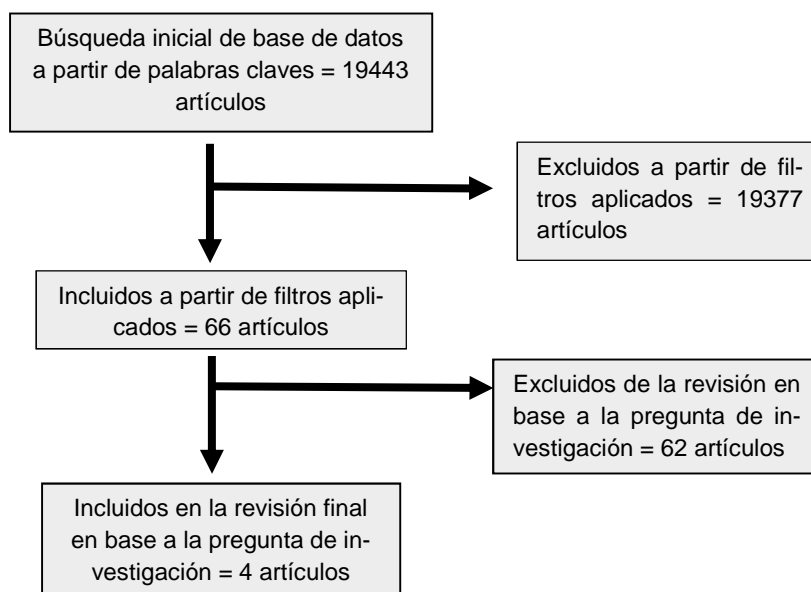 Búsqueda inicial de base de datos
a partir de palabras claves = 19443
artículos
Excluidos a partir de fil-
tros aplicados = 19377
artículos
Incluidos a partir de filtros apli-
cados = 66 artículos
Excluidos de la revisión en
base a la pregunta de in-
vestigación = 62 artículos
Incluidos en la revisión final
en base a la pregunta de in-
vestigación = 4 artículos